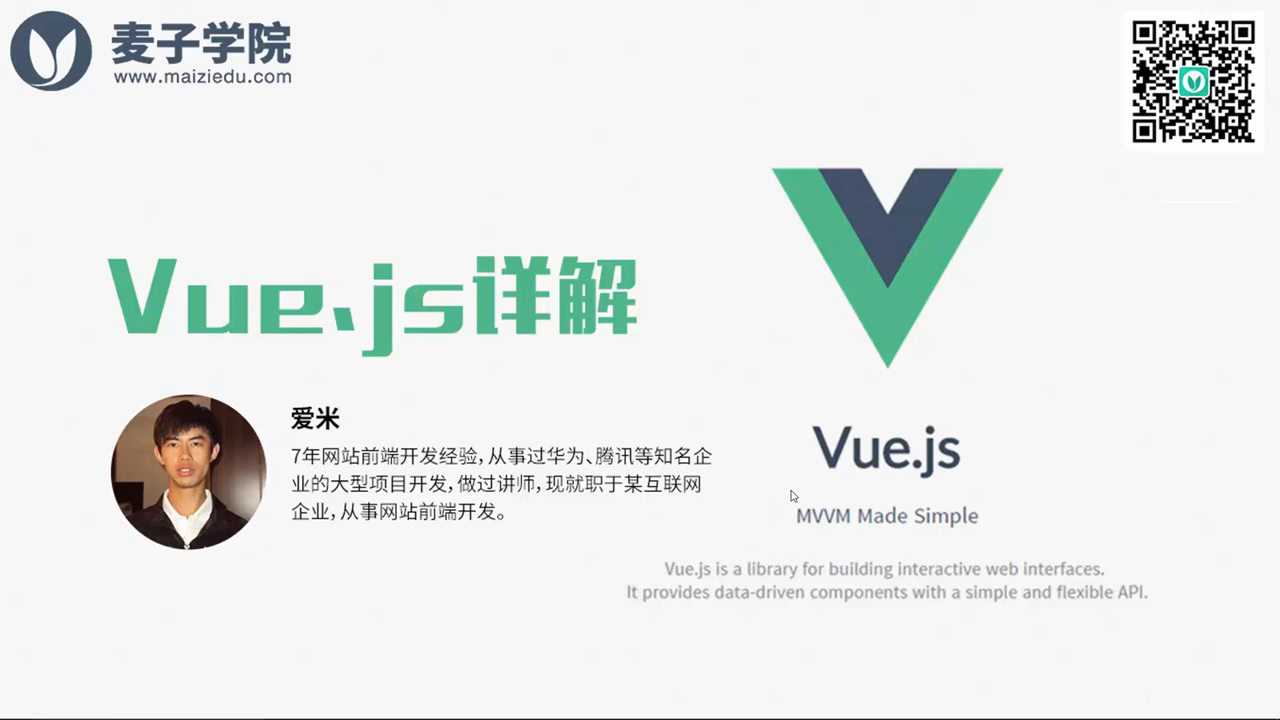 麦子学院
www.maiziedu.com
Vue.js详解
爱米
7年网站前端开发经验,从事过华为、腾讯等知名企
业的大型项目开发,做过讲师,现就职于某互联网
企业,从事网站前端开发。
Vue.js
MVVM Made Simple
Vue.js is a library for building interactive web interfaces.
It provides data-driven components with a simple and flexible API.